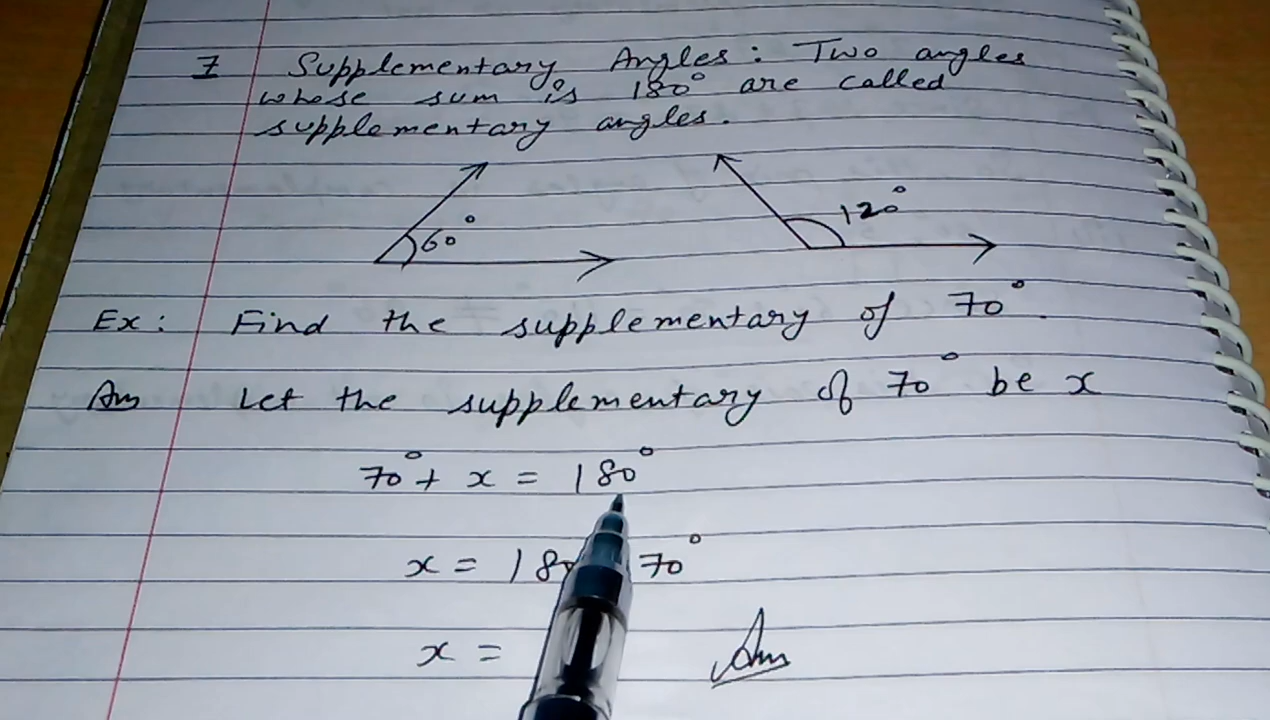 7 Supplementary Angles: Two angles
whose sum is 180° are called
supplementary angles.
60° 120°
Ex: Find the supplementary of 70°.
Ans Let the supplementary of 70° be x
70° + x = 180°
x = 18 70°
x = Ans